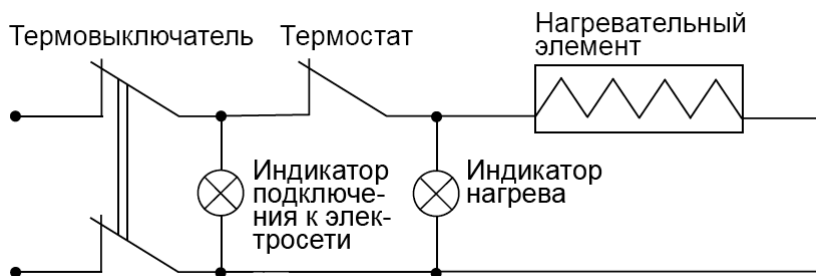 Термовыключатель
Термостат
Нагревательный
элемент
Индикатор
подключе-
ния к элек-
тросети
Индикатор
нагрева